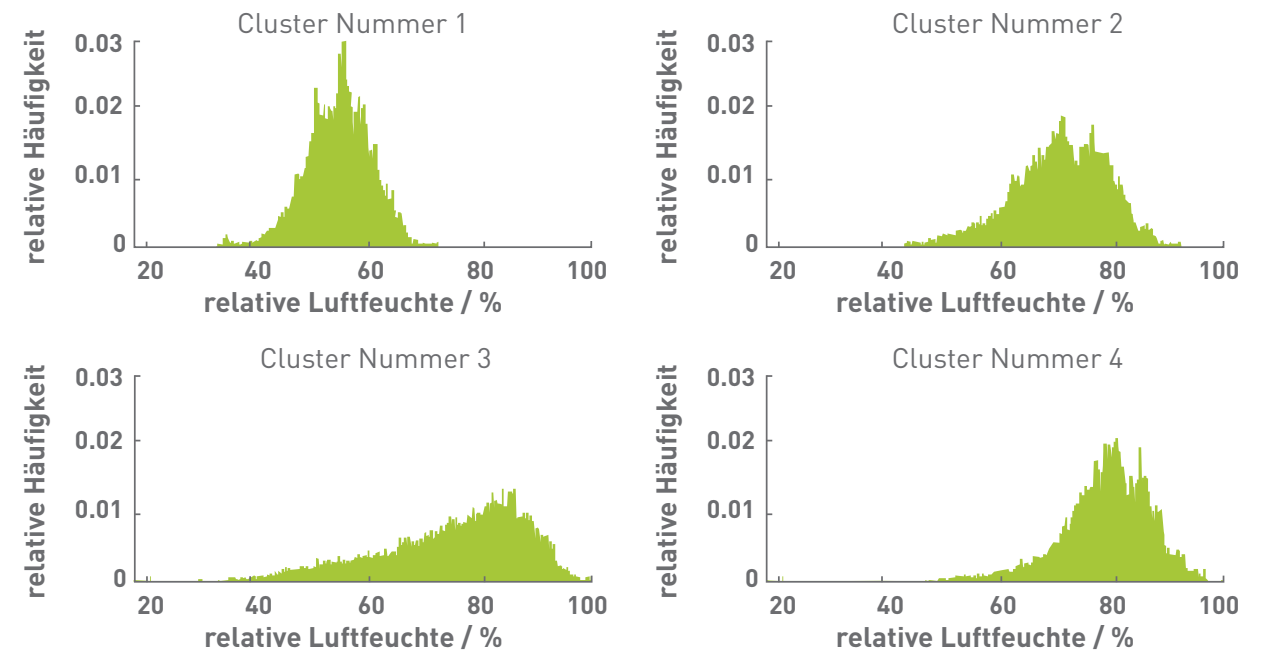 Cluster Nummer 1
relative Häufigkeit
0.03
0.02
0.01
0
20 40 60 80 100
relative Luftfeuchte / %
Cluster Nummer 2
relative Häufigkeit
0.03
0.02
0.01
0
20 40 60 80 100
relative Luftfeuchte / %
Cluster Nummer 3
relative Häufigkeit
0.03
0.02
0.01
0
20 40 60 80 100
relative Luftfeuchte / %
Cluster Nummer 4
relative Häufigkeit
0.03
0.02
0.01
0
20 40 60 80 100
relative Luftfeuchte / %